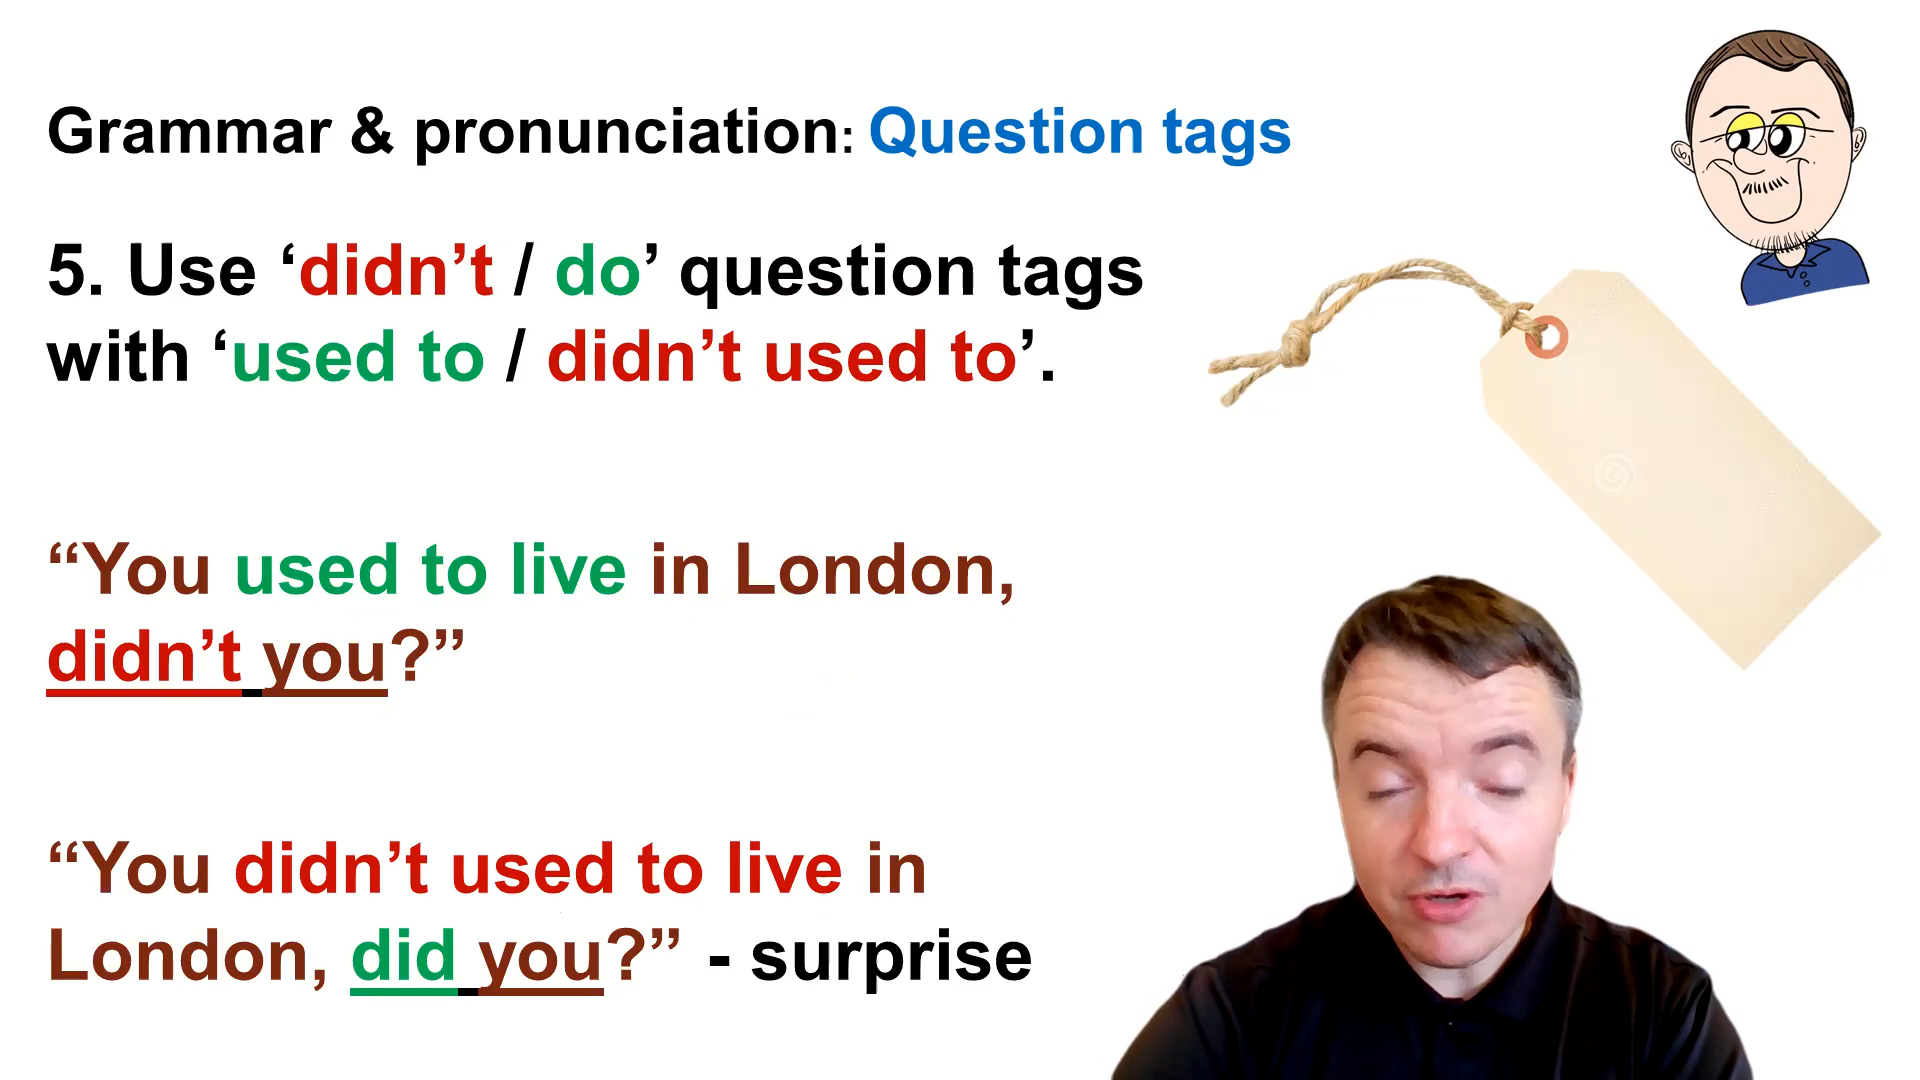 Grammar & pronunciation: Question tags
5. Use ‘didn’t / do’ question tags
with ‘used to / didn’t used to’.
“You used to live in London,
didn’t you?”
“You didn’t used to live in
London, did you?” - surprise